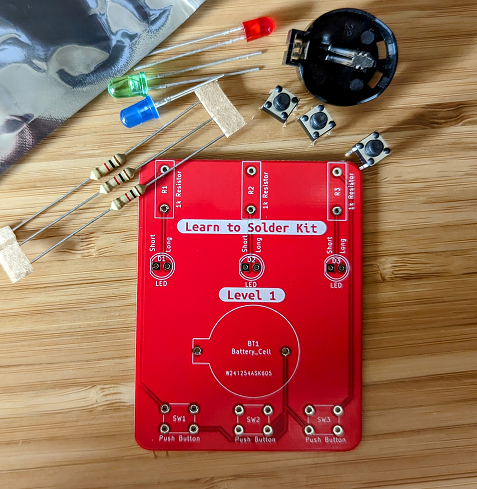 R1
1k Resistor
R2
1k Resistor
R3
1k Resistor
Learn to Solder Kit
Short
Long
Short
Long
Short
Long
D1
D2
D3
LED
LED
LED
Level 1
BT1
Battery_Cell
W241254ASK605
SW1
SW2
SW3
Push Button
Push Button
Push Button